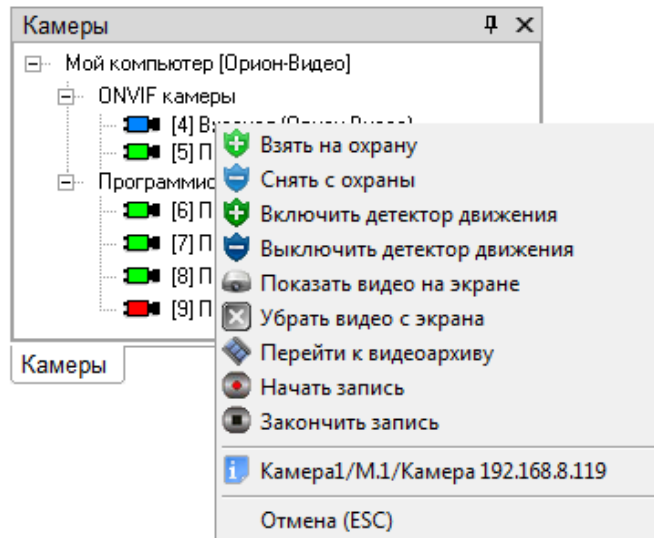 Камеры
Мой компьютер [Орион-Видео]
ONVIF камеры
[4]
[5] П
[6] П
[7] П
[8] П
[9] П
Камеры
Взять на охрану
Снять с охраны
Включить детектор движения
Выключить детектор движения
Показать видео на экране
Убрать видео с экрана
Перейти к видеоархиву
Начать запись
Закончить запись
Камера1/М.1/Камера 192.168.8.119
Отмена (ESC)